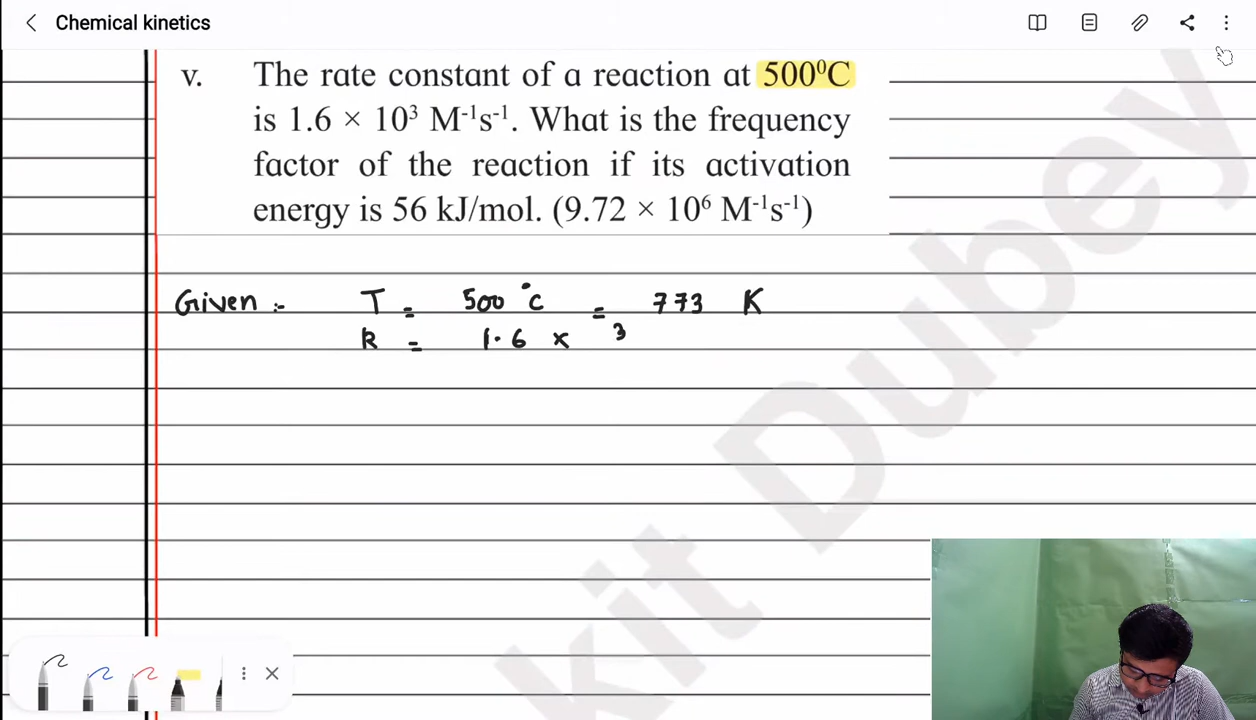 Chemical kinetics
v. The rate constant of a reaction at 500⁰C
is 1.6 × 10³ M⁻¹s⁻¹. What is the frequency
factor of the reaction if its activation
energy is 56 kJ/mol. (9.72 × 10⁶ M⁻¹s⁻¹)
Given :- T = 500 °c = 773 K
k = 1.6 x 3
kit Dubey